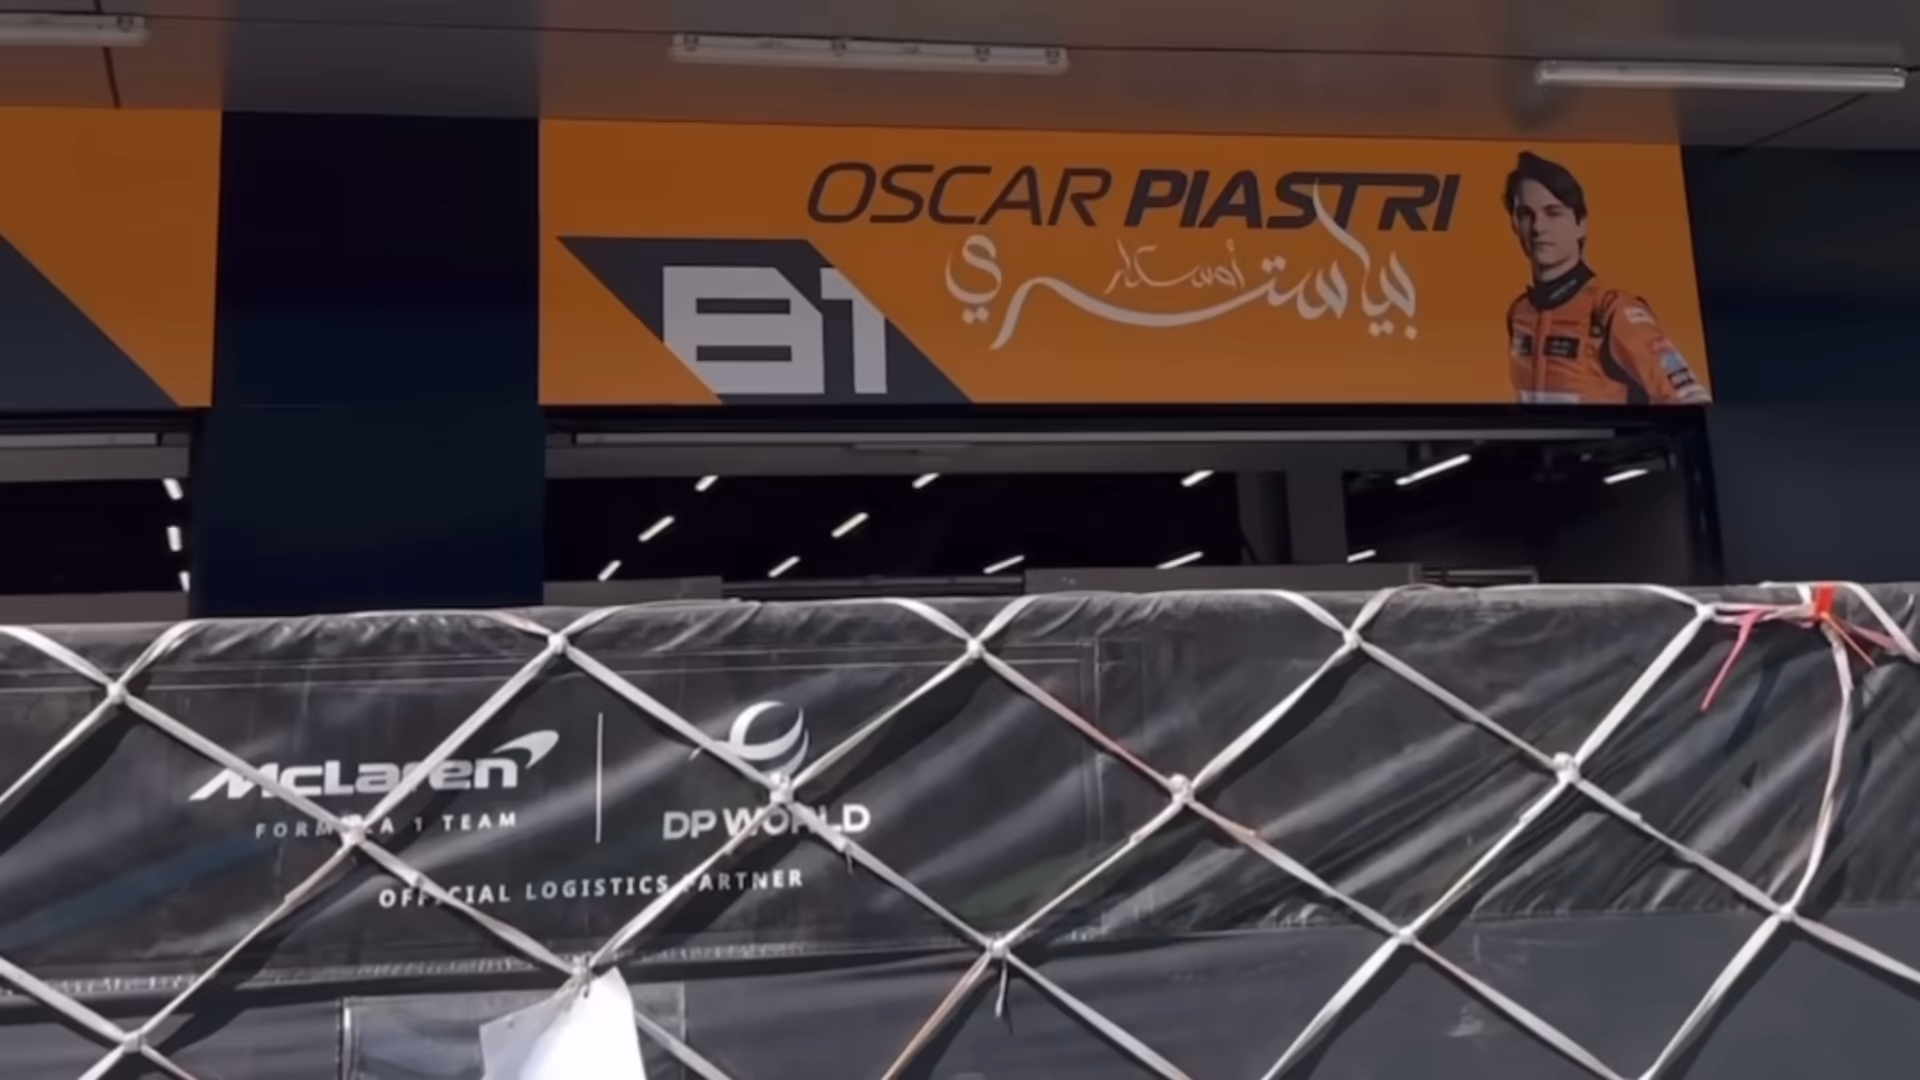 OSCAR PIASTRI
أوسكار
بياستري
81
McLaren
FORMULA 1 TEAM
DP WORLD
OFFICIAL LOGISTICS PARTNER